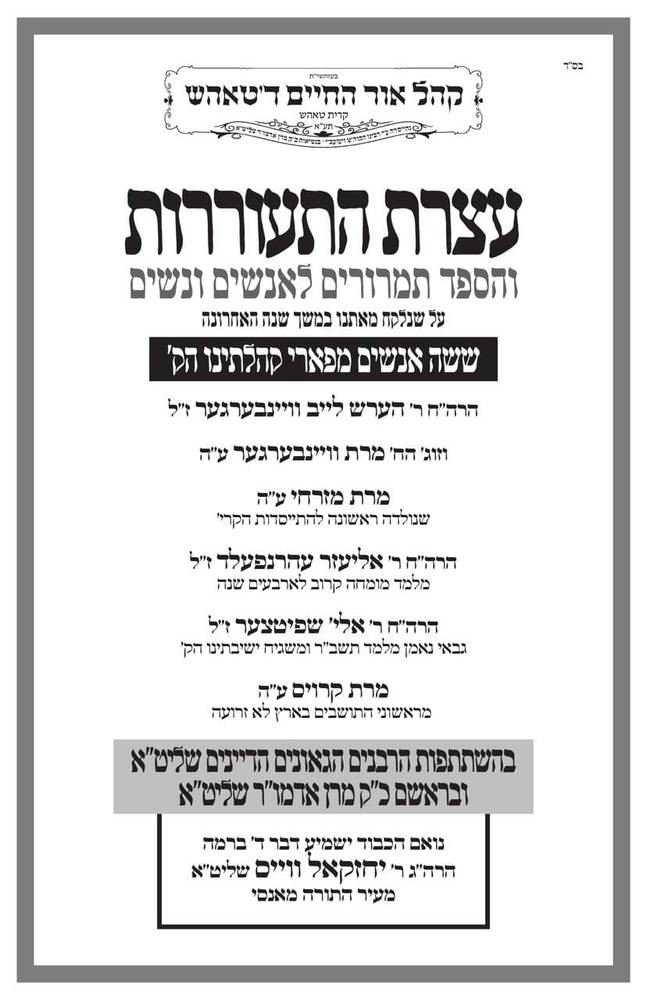 בס"ד
בעזהשי"ת
קהל אור החיים ד'טאהש
קרית טאהש
תע"א
עצרת התעוררות
והספד תמרורים לאנשים ונשים
על שנלקח מאתנו במשך שנה האחרונה
ששה אנשים מפארי קהלתינו הק'
הרה"ח ר' הערש לייב וויינבערגער ז"ל
וזוג' הח' מרת וויינבערגער ע"ה
מרת מזרחי ע"ה
שנולדה ראשונה להתייסדות הקרי'
הרה"ח ר' אליעזר עהרנפעלד ז"ל
מלמד מומחה קרוב לארבעים שנה
הרה"ח ר' אלי' שפיטצער ז"ל
גבאי נאמן מלמד תשב"ר ומשגיח ישיבתינו הק'
מרת קרויס ע"ה
מראשוני התושבים בארץ לא זרועה
בהשתתפות הרבנים הגאונים הדיינים שליט"א
ובראשם כ"ק מרן אדמו"ר שליט"א
נואם הכבוד ישמיע דבר ד' ברמה
הרה"ג ר' יחזקאל ווייס שליט"א
מעיר התורה מאנסי